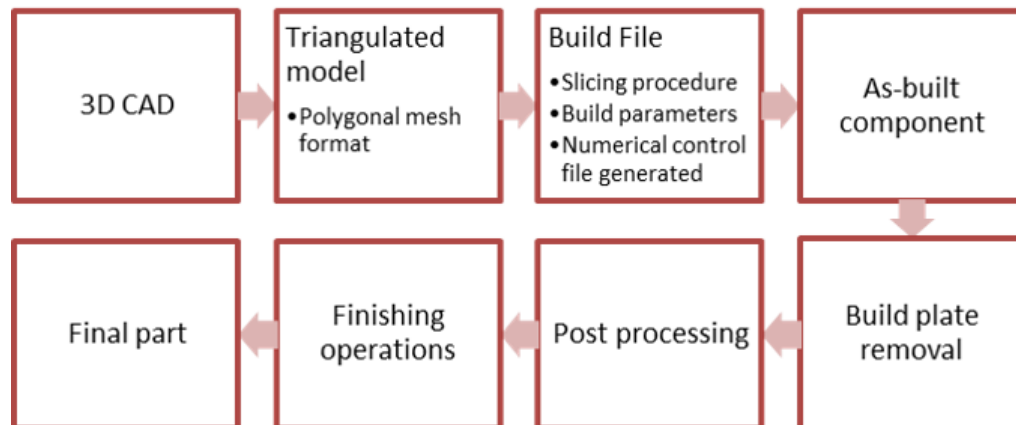 3D CAD
Triangulated
model
•Polygonal mesh
format
Build File
•Slicing procedure
•Build parameters
•Numerical control
file generated
As-built
component
Build plate
removal
Post processing
Finishing
operations
Final part